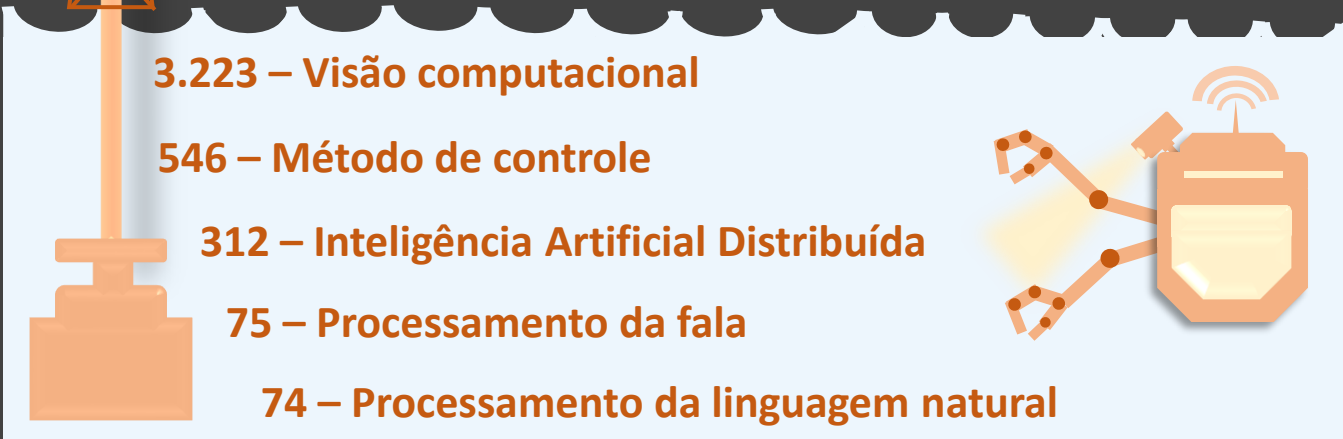 3.223 – Visão computacional
546 – Método de controle
312 – Inteligência Artificial Distribuída
75 – Processamento da fala
74 – Processamento da linguagem natural